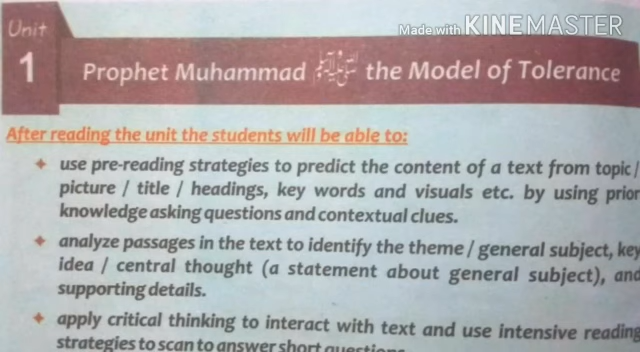 Unit
Made with KINEMASTER
1
Prophet Muhammad ﷺ the Model of Tolerance
After reading the unit the students will be able to:
✦ use pre-reading strategies to predict the content of a text from topic /
picture / title / headings, key words and visuals etc. by using prior
knowledge asking questions and contextual clues.
✦ analyze passages in the text to identify the theme / general subject, key
idea / central thought (a statement about general subject), and
supporting details.
✦ apply critical thinking to interact with text and use intensive reading
strategies to scan to answer short questions